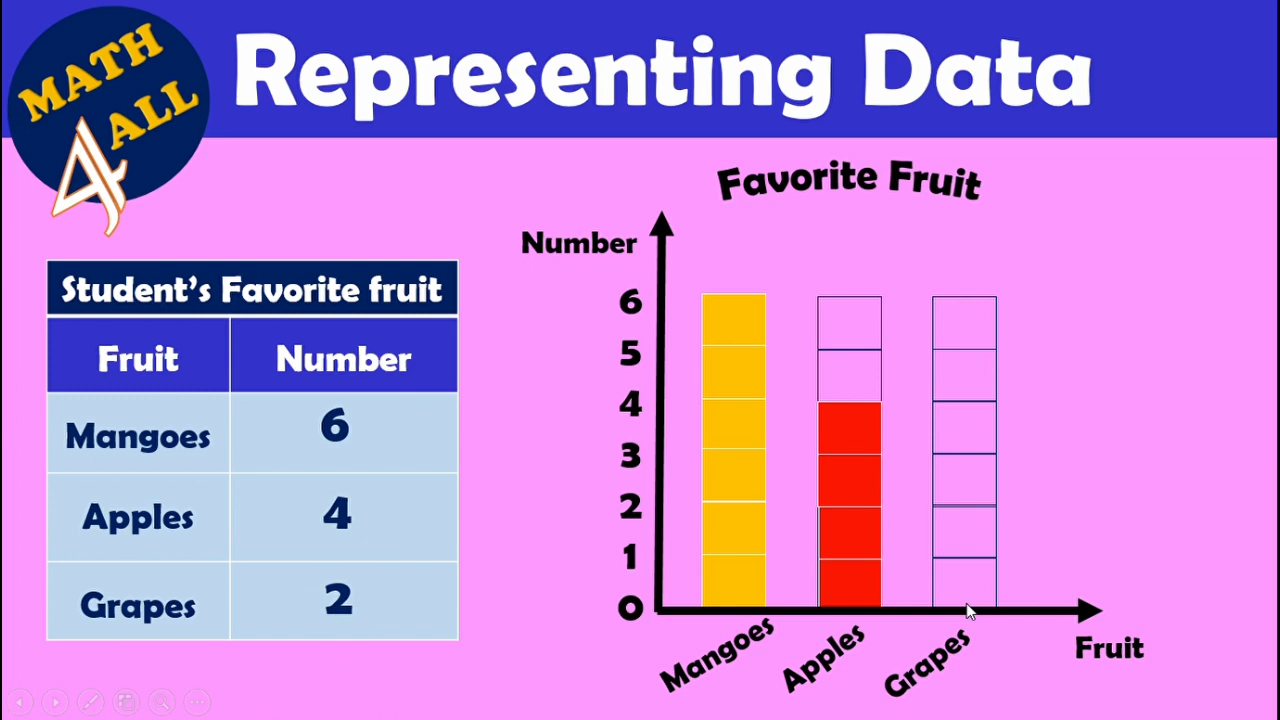 MATH
4 ALL
Representing Data
Student's Favorite fruit
Fruit Number
Mangoes 6
Apples 4
Grapes 2
Favorite Fruit
Number
6
5
4
3
2
1
0
Mangoes Apples Grapes
Fruit